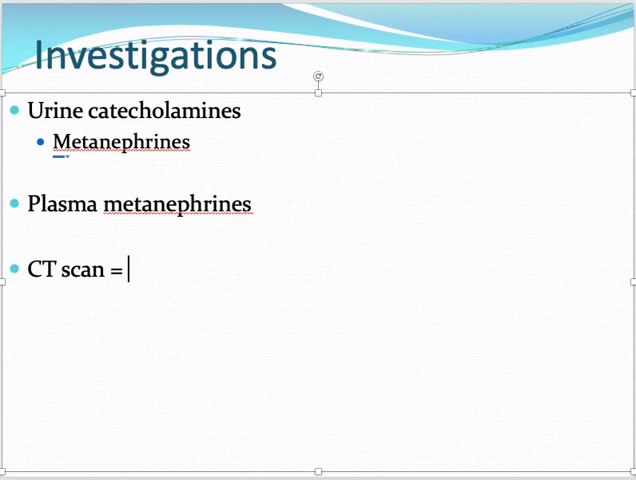 Investigations
Urine catecholamines
Metanephrines
Plasma metanephrines
CT scan =